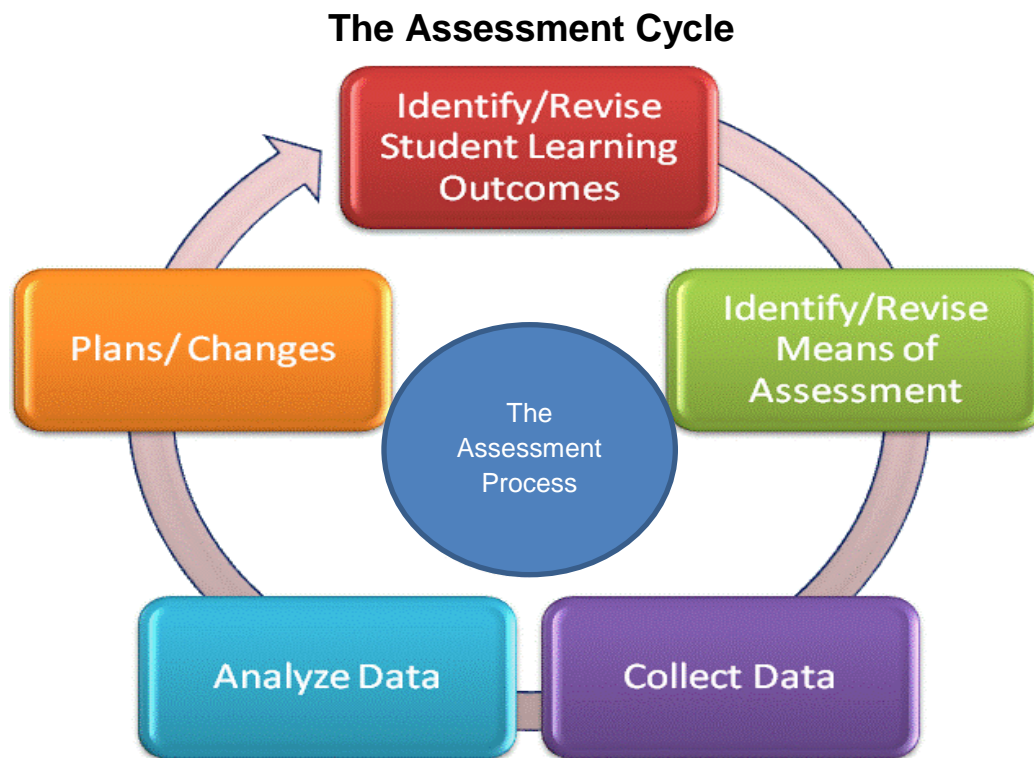 The Assessment Cycle
Identify/Revise
Student Learning
Outcomes
Identify/Revise
Means of
Assessment
Collect Data
Analyze Data
Plans/ Changes
The
Assessment
Process